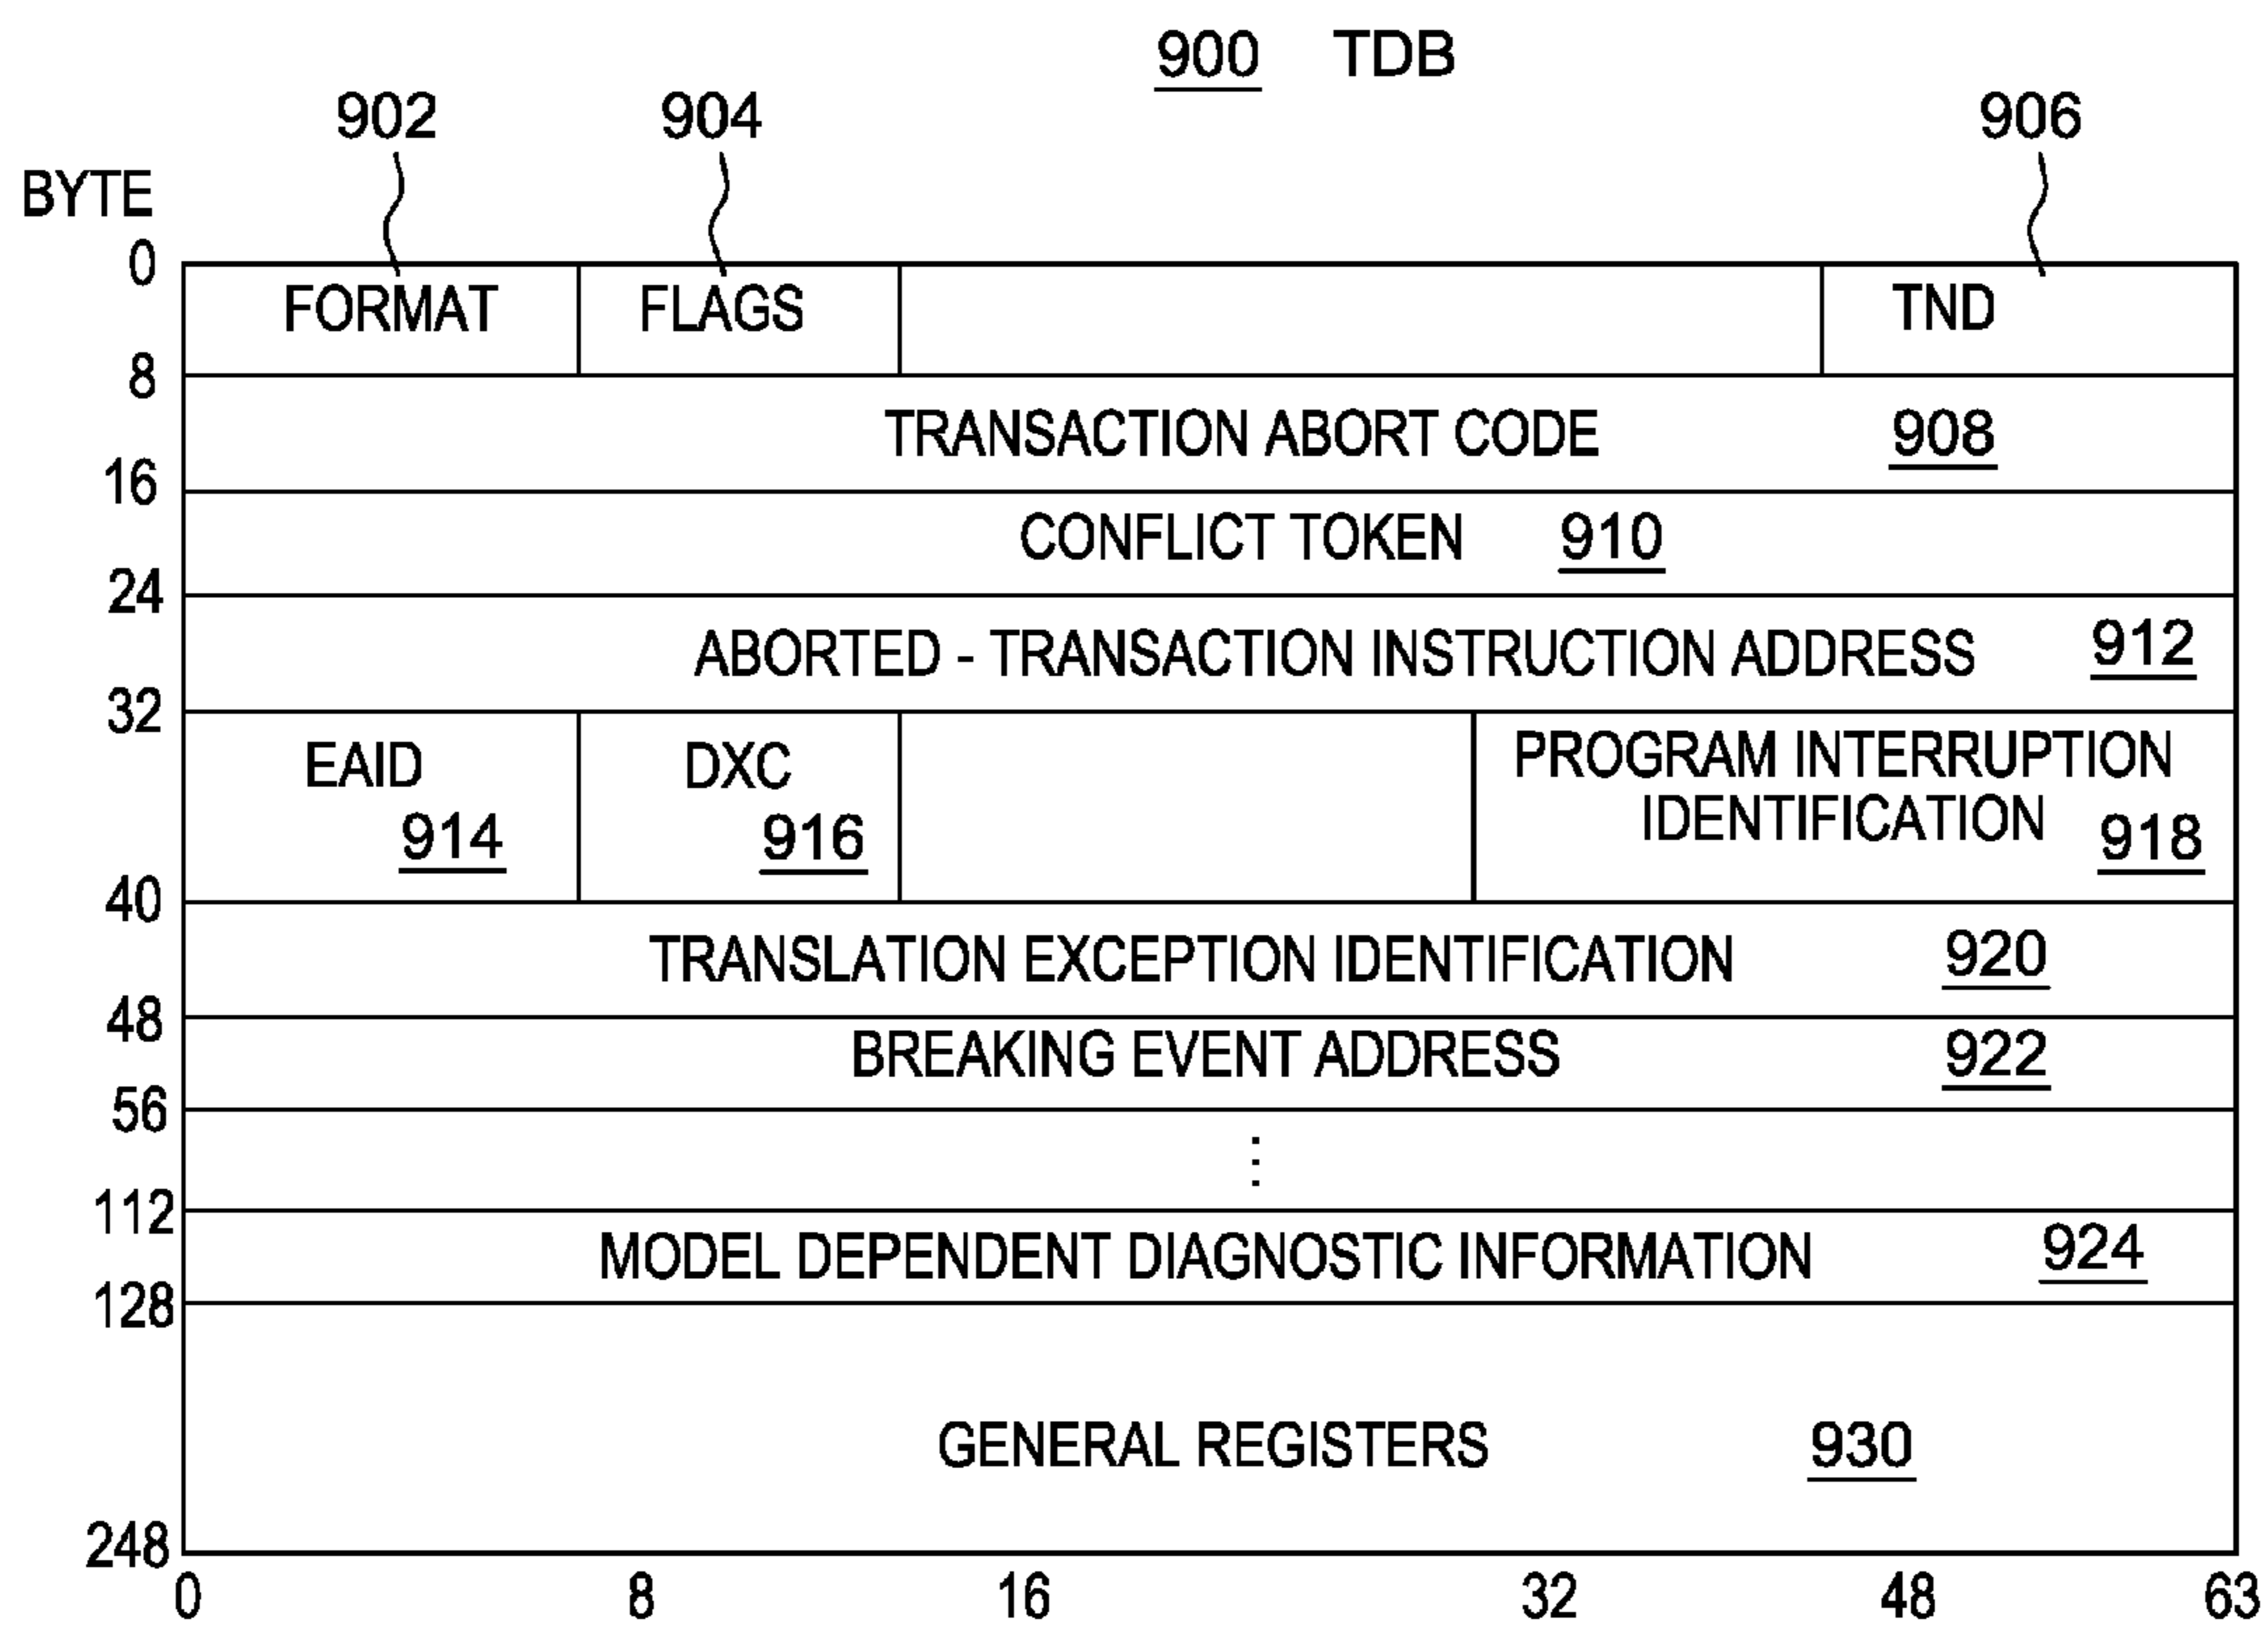 900 TDB
902 904 906
BYTE
0
FORMAT FLAGS TND
8
TRANSACTION ABORT CODE 908
16
CONFLICT TOKEN 910
24
ABORTED - TRANSACTION INSTRUCTION ADDRESS 912
32
EAID DXC PROGRAM INTERRUPTION
IDENTIFICATION
914 916 918
40
TRANSLATION EXCEPTION IDENTIFICATION 920
48
BREAKING EVENT ADDRESS 922
56
⋮
112
MODEL DEPENDENT DIAGNOSTIC INFORMATION 924
128
GENERAL REGISTERS 930
248
0 8 16 32 48 63